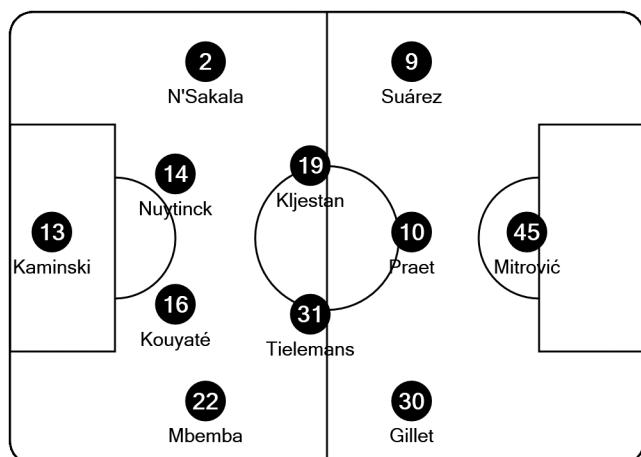 2
N'Sakala
9
Suárez
14
Nuytinck
19
Kljestan
13
Kaminski
10
Praet
45
Mitrović
16
Kouyaté
31
Tielemans
22
Mbemba
30
Gillet